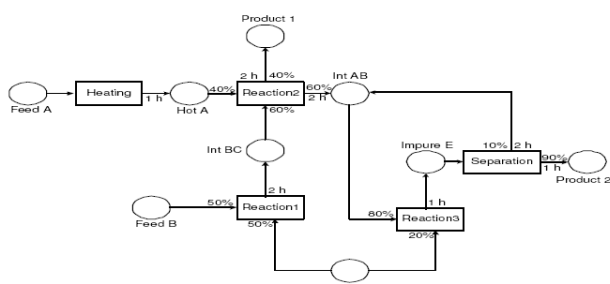 Product 1
2 h 40%
60% Int AB
Heating
40%
Reaction2
2 h
Feed A
1 h
Hot A
60%
Int BC
Impure E
10% 2 h
Separation
90%
1 h
Product 2
2 h
50%
Reaction1
Feed B
50%
1 h
80%
Reaction3
20%